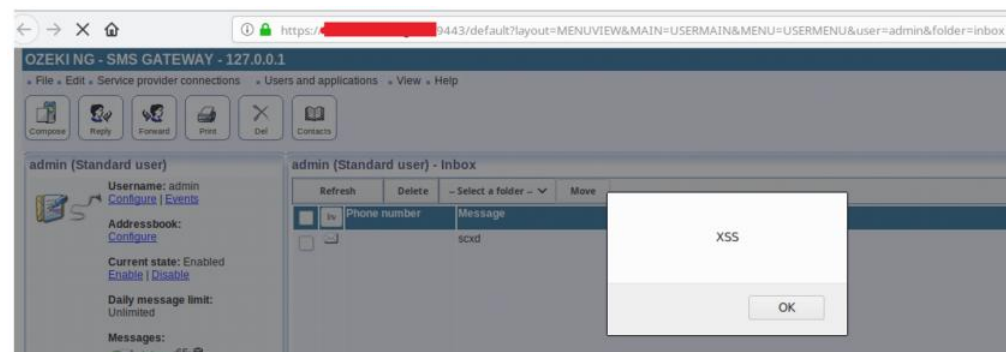 https:/ 9443/default?layout=MENUVIEW&MAIN=USERMAIN&MENU=USERMENU&user=admin&folder=inbox
OZEKI NG - SMS GATEWAY - 127.0.0.1
File Edit Service provider connections Users and applications View Help
Compose Reply Forward Print Del Contacts
admin (Standard user)
Username: admin
Configure | Events
Addressbook:
Configure
Current state: Enabled
Enable | Disable
Daily message limit:
Unlimited
Messages:
admin (Standard user) - Inbox
Refresh Delete -- Select a folder -- Move
Inv Phone number Message
scxd
XSS
OK